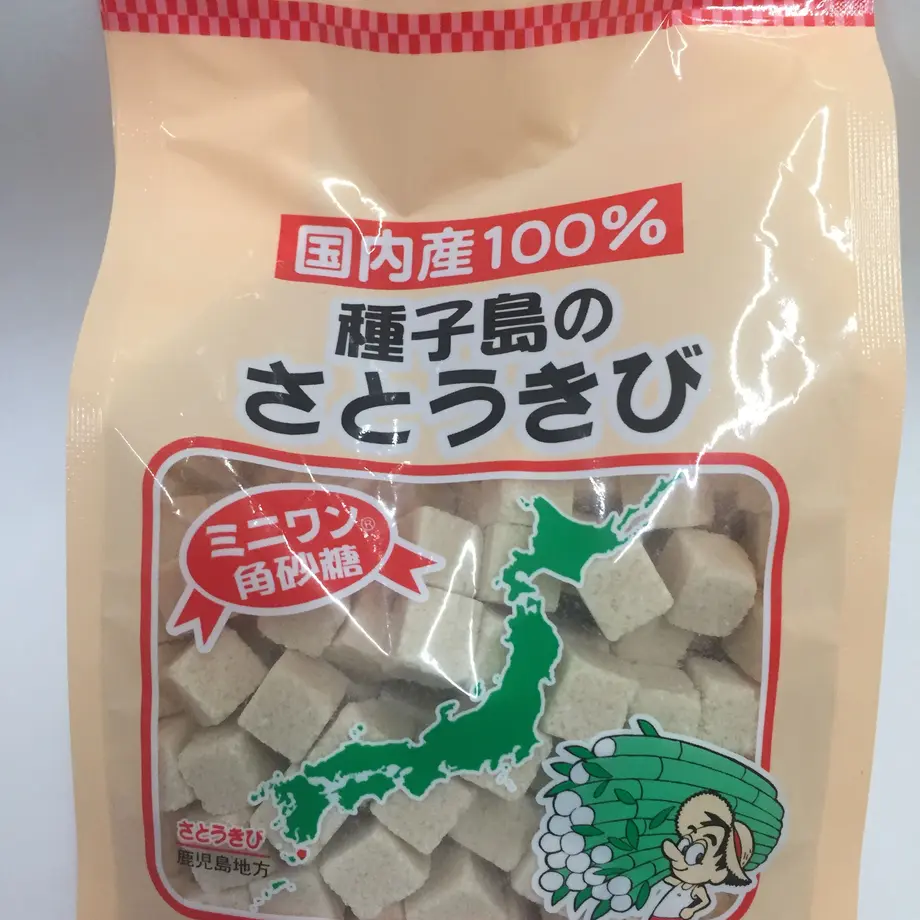 国内産100%
種子島の
さとうきび
ミニワン®
角砂糖
さとうきび
鹿児島地方